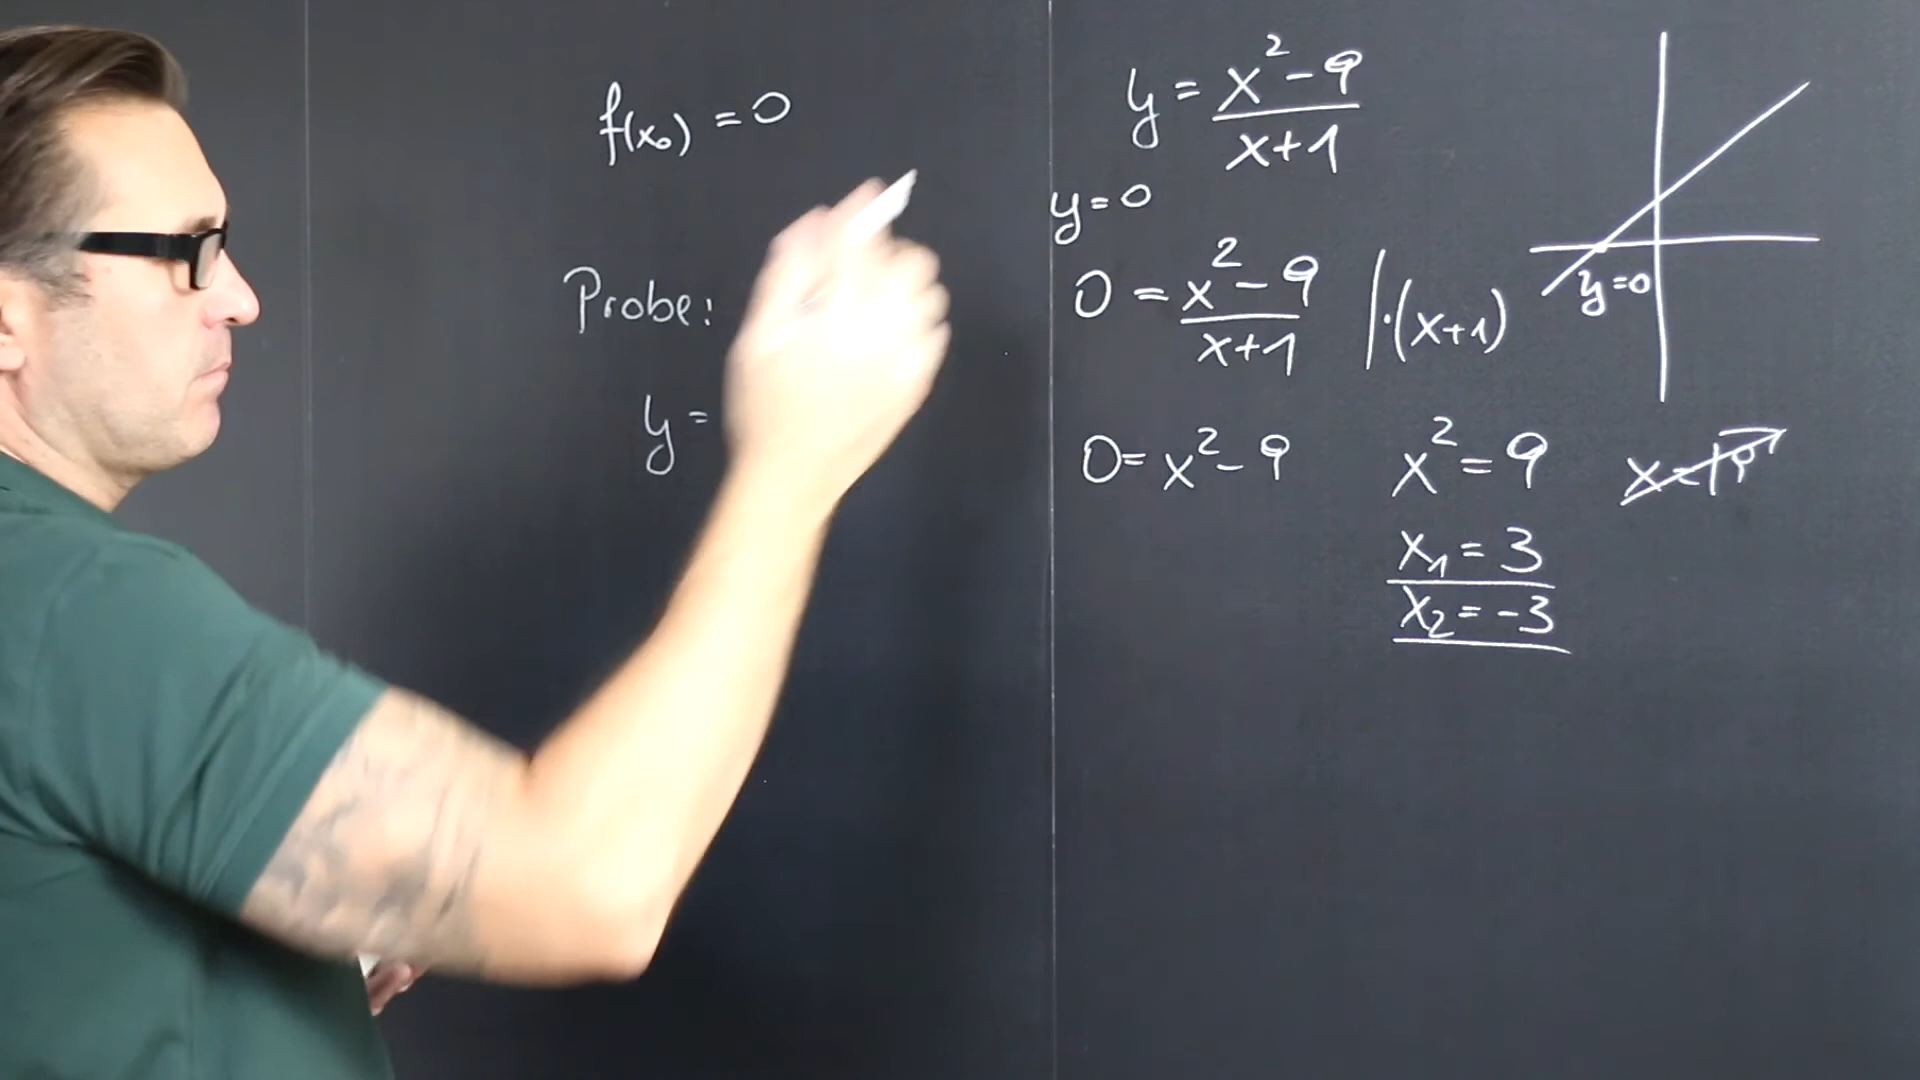 f(x₀) = 0
Probe:
y =
y = (x² - 9)/(x+1)
y = 0
0 = (x² - 9)/(x+1) | · (x+1)
y = 0
0 = x² - 9
x² = 9
x₁ = 3
x₂ = -3